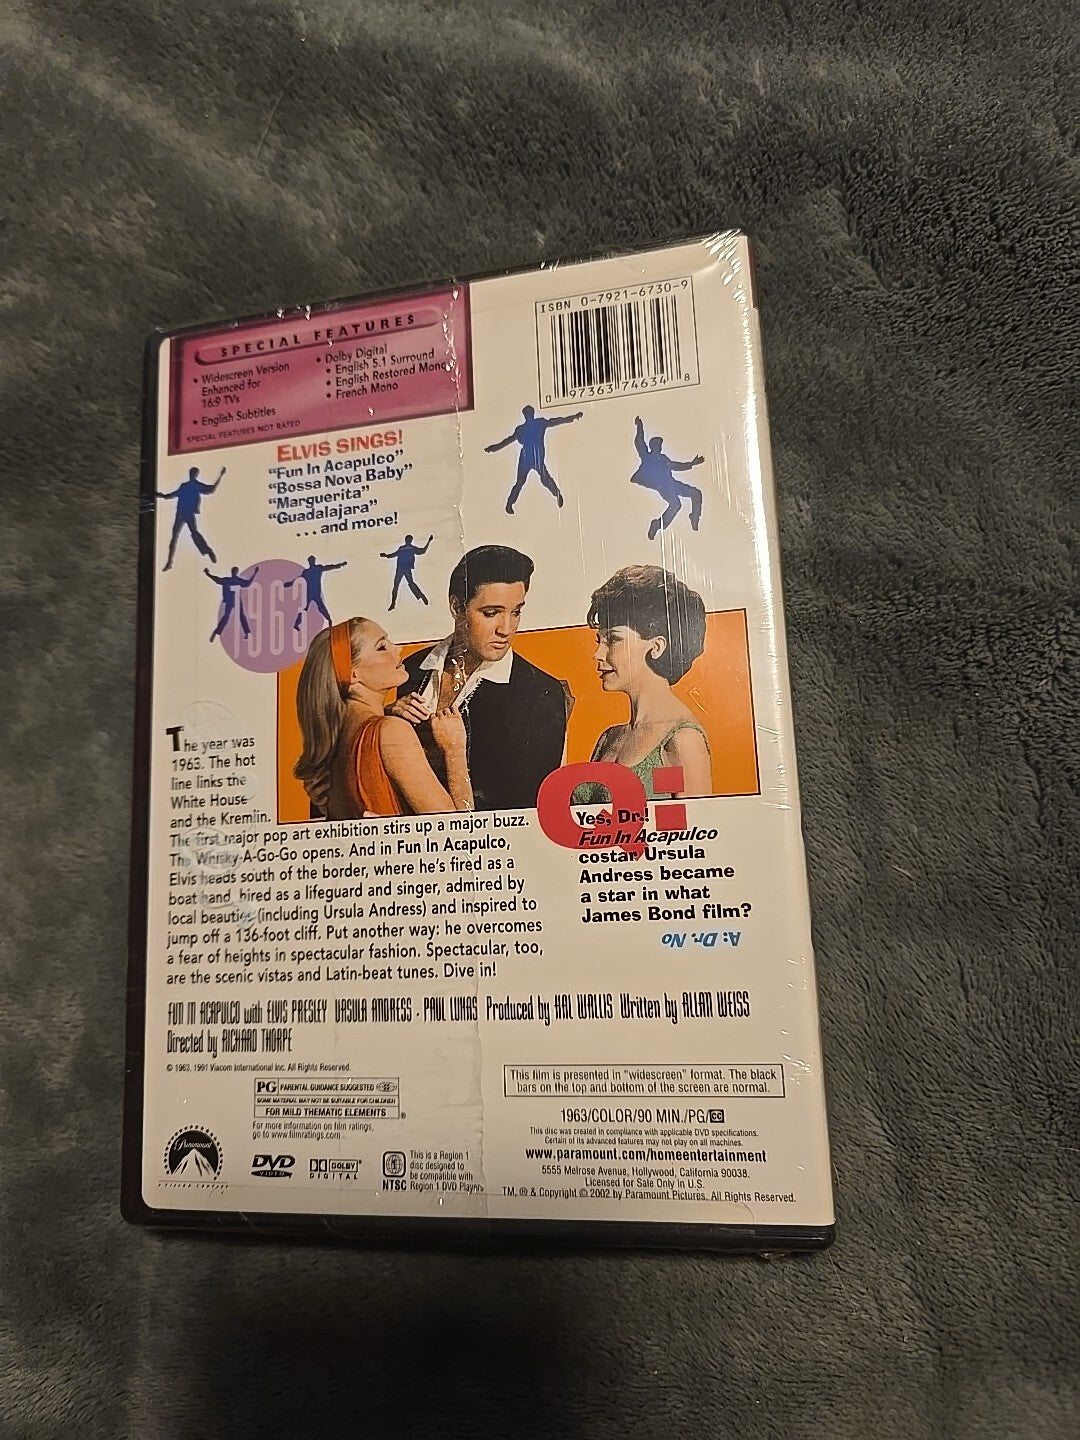 SPECIAL FEATURES
• Widescreen Version
Enhanced for
16:9 TVs
• English Subtitles
• Dolby Digital
• English 5.1 Surround
• English Restored Mono
• French Mono
SPECIAL FEATURES NOT RATED
ISBN 0-7921-6730-9
0 97363 74634 8
ELVIS SINGS!
"Fun In Acapulco"
"Bossa Nova Baby"
"Marguerita"
"Guadalajara"
...and more!
1963
The year was
1963. The hot
line links the
White House
and the Kremlin.
The first major pop art exhibition stirs up a major buzz.
The Whisky-A-Go-Go opens. And in Fun In Acapulco,
Elvis heads south of the border, where he's fired as a
boat hand, hired as a lifeguard and singer, admired by
local beauties (including Ursula Andress) and inspired to
jump off a 136-foot cliff. Put another way: he overcomes
a fear of heights in spectacular fashion. Spectacular, too,
are the scenic vistas and Latin-beat tunes. Dive in!
Q:
Yes, Dr.!
Fun In Acapulco
costar Ursula
Andress became
a star in what
James Bond film?
A: Dr. No
FUN IN ACAPULCO with ELVIS PRESLEY URSULA ANDRESS · PAUL LUKAS Produced by HAL WALLIS Written by ALLAN WEISS
Directed by RICHARD THORPE
© 1963, 1991 Viacom International Inc. All Rights Reserved.
PG PARENTAL GUIDANCE SUGGESTED
SOME MATERIAL MAY NOT BE SUITABLE FOR CHILDREN
FOR MILD THEMATIC ELEMENTS ®
For more information on film ratings,
go to www.filmratings.com
This film is presented in "widescreen" format. The black
bars on the top and bottom of the screen are normal.
1963/COLOR/90 MIN./PG/CC
This disc was created in compliance with applicable DVD specifications.
Certain of its advanced features may not play on all machines.
www.paramount.com/homeentertainment
5555 Melrose Avenue, Hollywood, California 90038.
Licensed for Sale Only in U.S.
TM, ® & Copyright © 2002 by Paramount Pictures. All Rights Reserved.
Paramount
DVD
VIDEO
DOLBY
DIGITAL
1
NTSC
This is a Region 1
disc designed to
be compatible with
Region 1 DVD Players